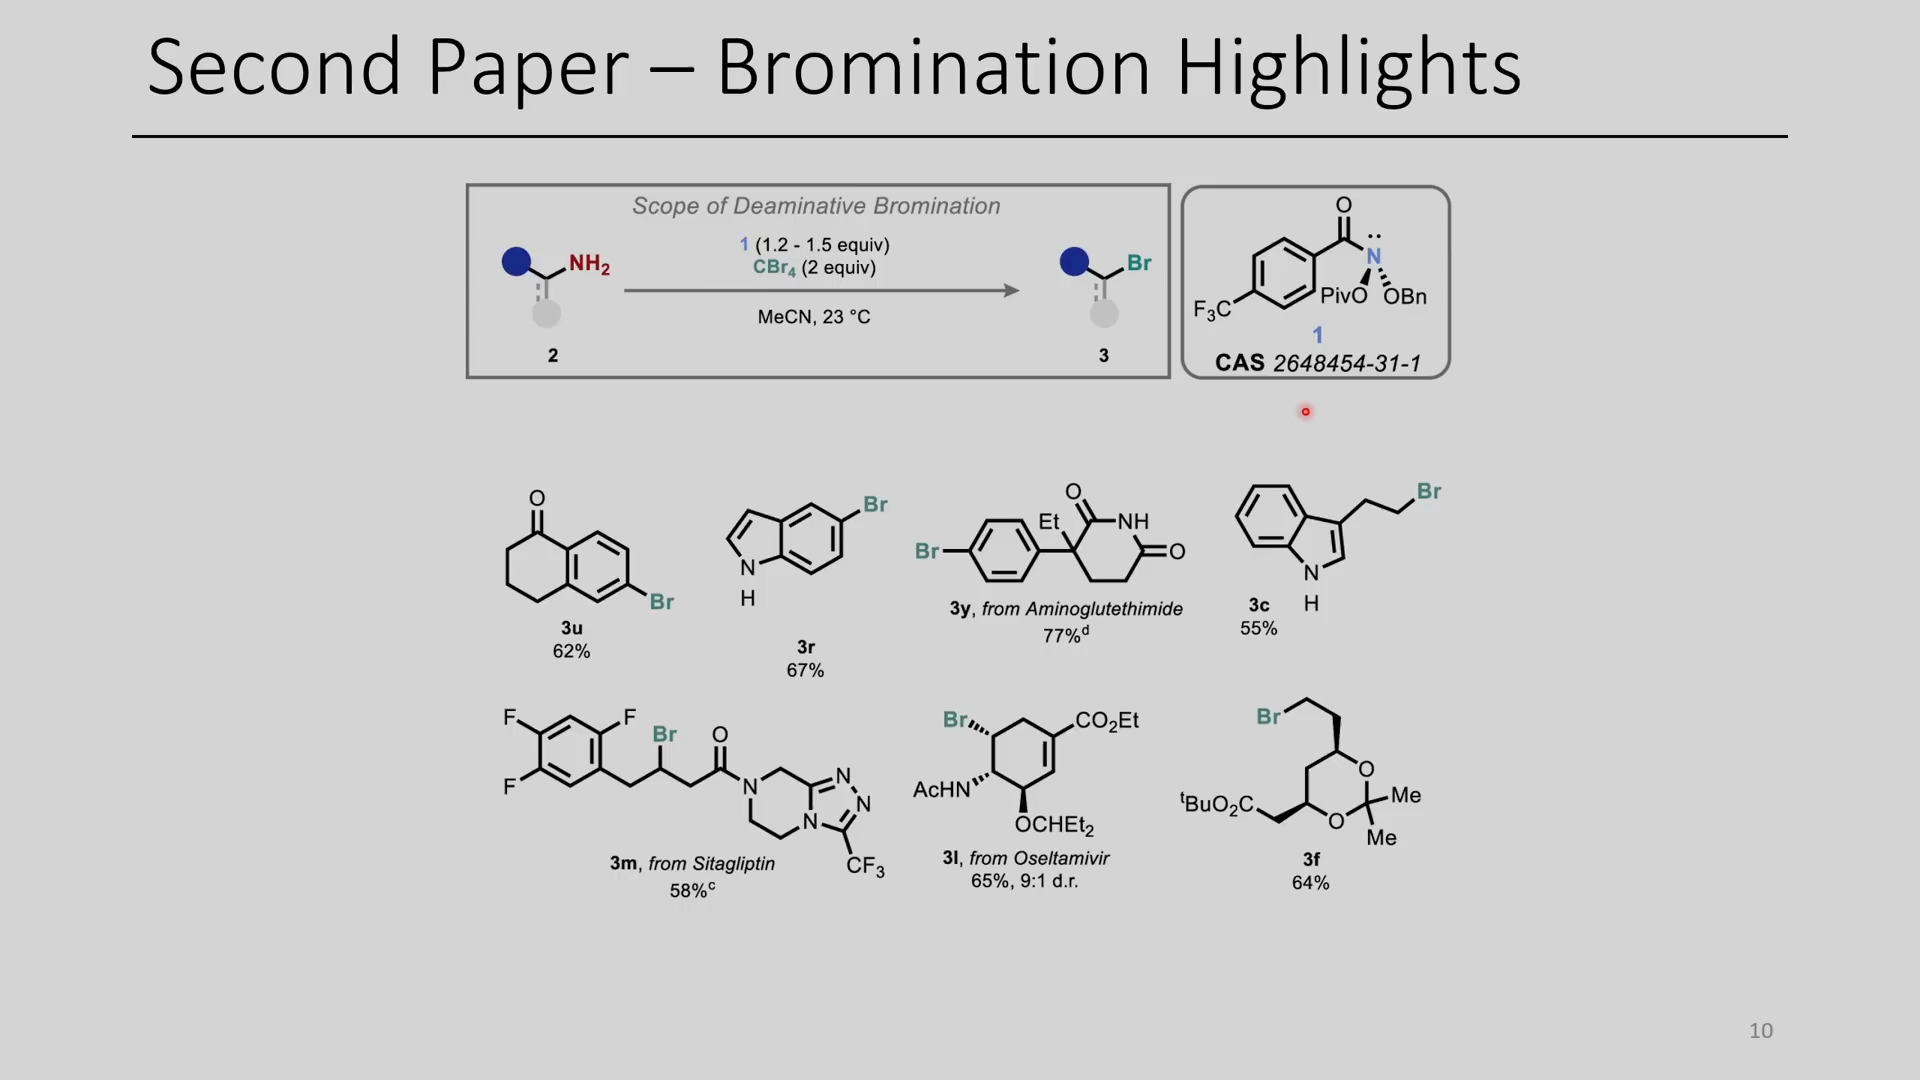 Second Paper – Bromination Highlights
Scope of Deaminative Bromination
NH2
1 (1.2 - 1.5 equiv)
CBr4 (2 equiv)
MeCN, 23 °C
Br
2
3
O
N
PivO
OBn
F3C
1
CAS 2648454-31-1
O
Br
3u
62%
Br
N
H
3r
67%
Br
Et
O
NH
O
3y, from Aminoglutethimide
77%d
Br
N
H
3c
55%
F
F
F
Br
O
N
N
N
N
CF3
3m, from Sitagliptin
58%c
Br
CO2Et
AcHN
OCHEt2
3l, from Oseltamivir
65%, 9:1 d.r.
Br
O
tBuO2C
O
Me
Me
3f
64%
10